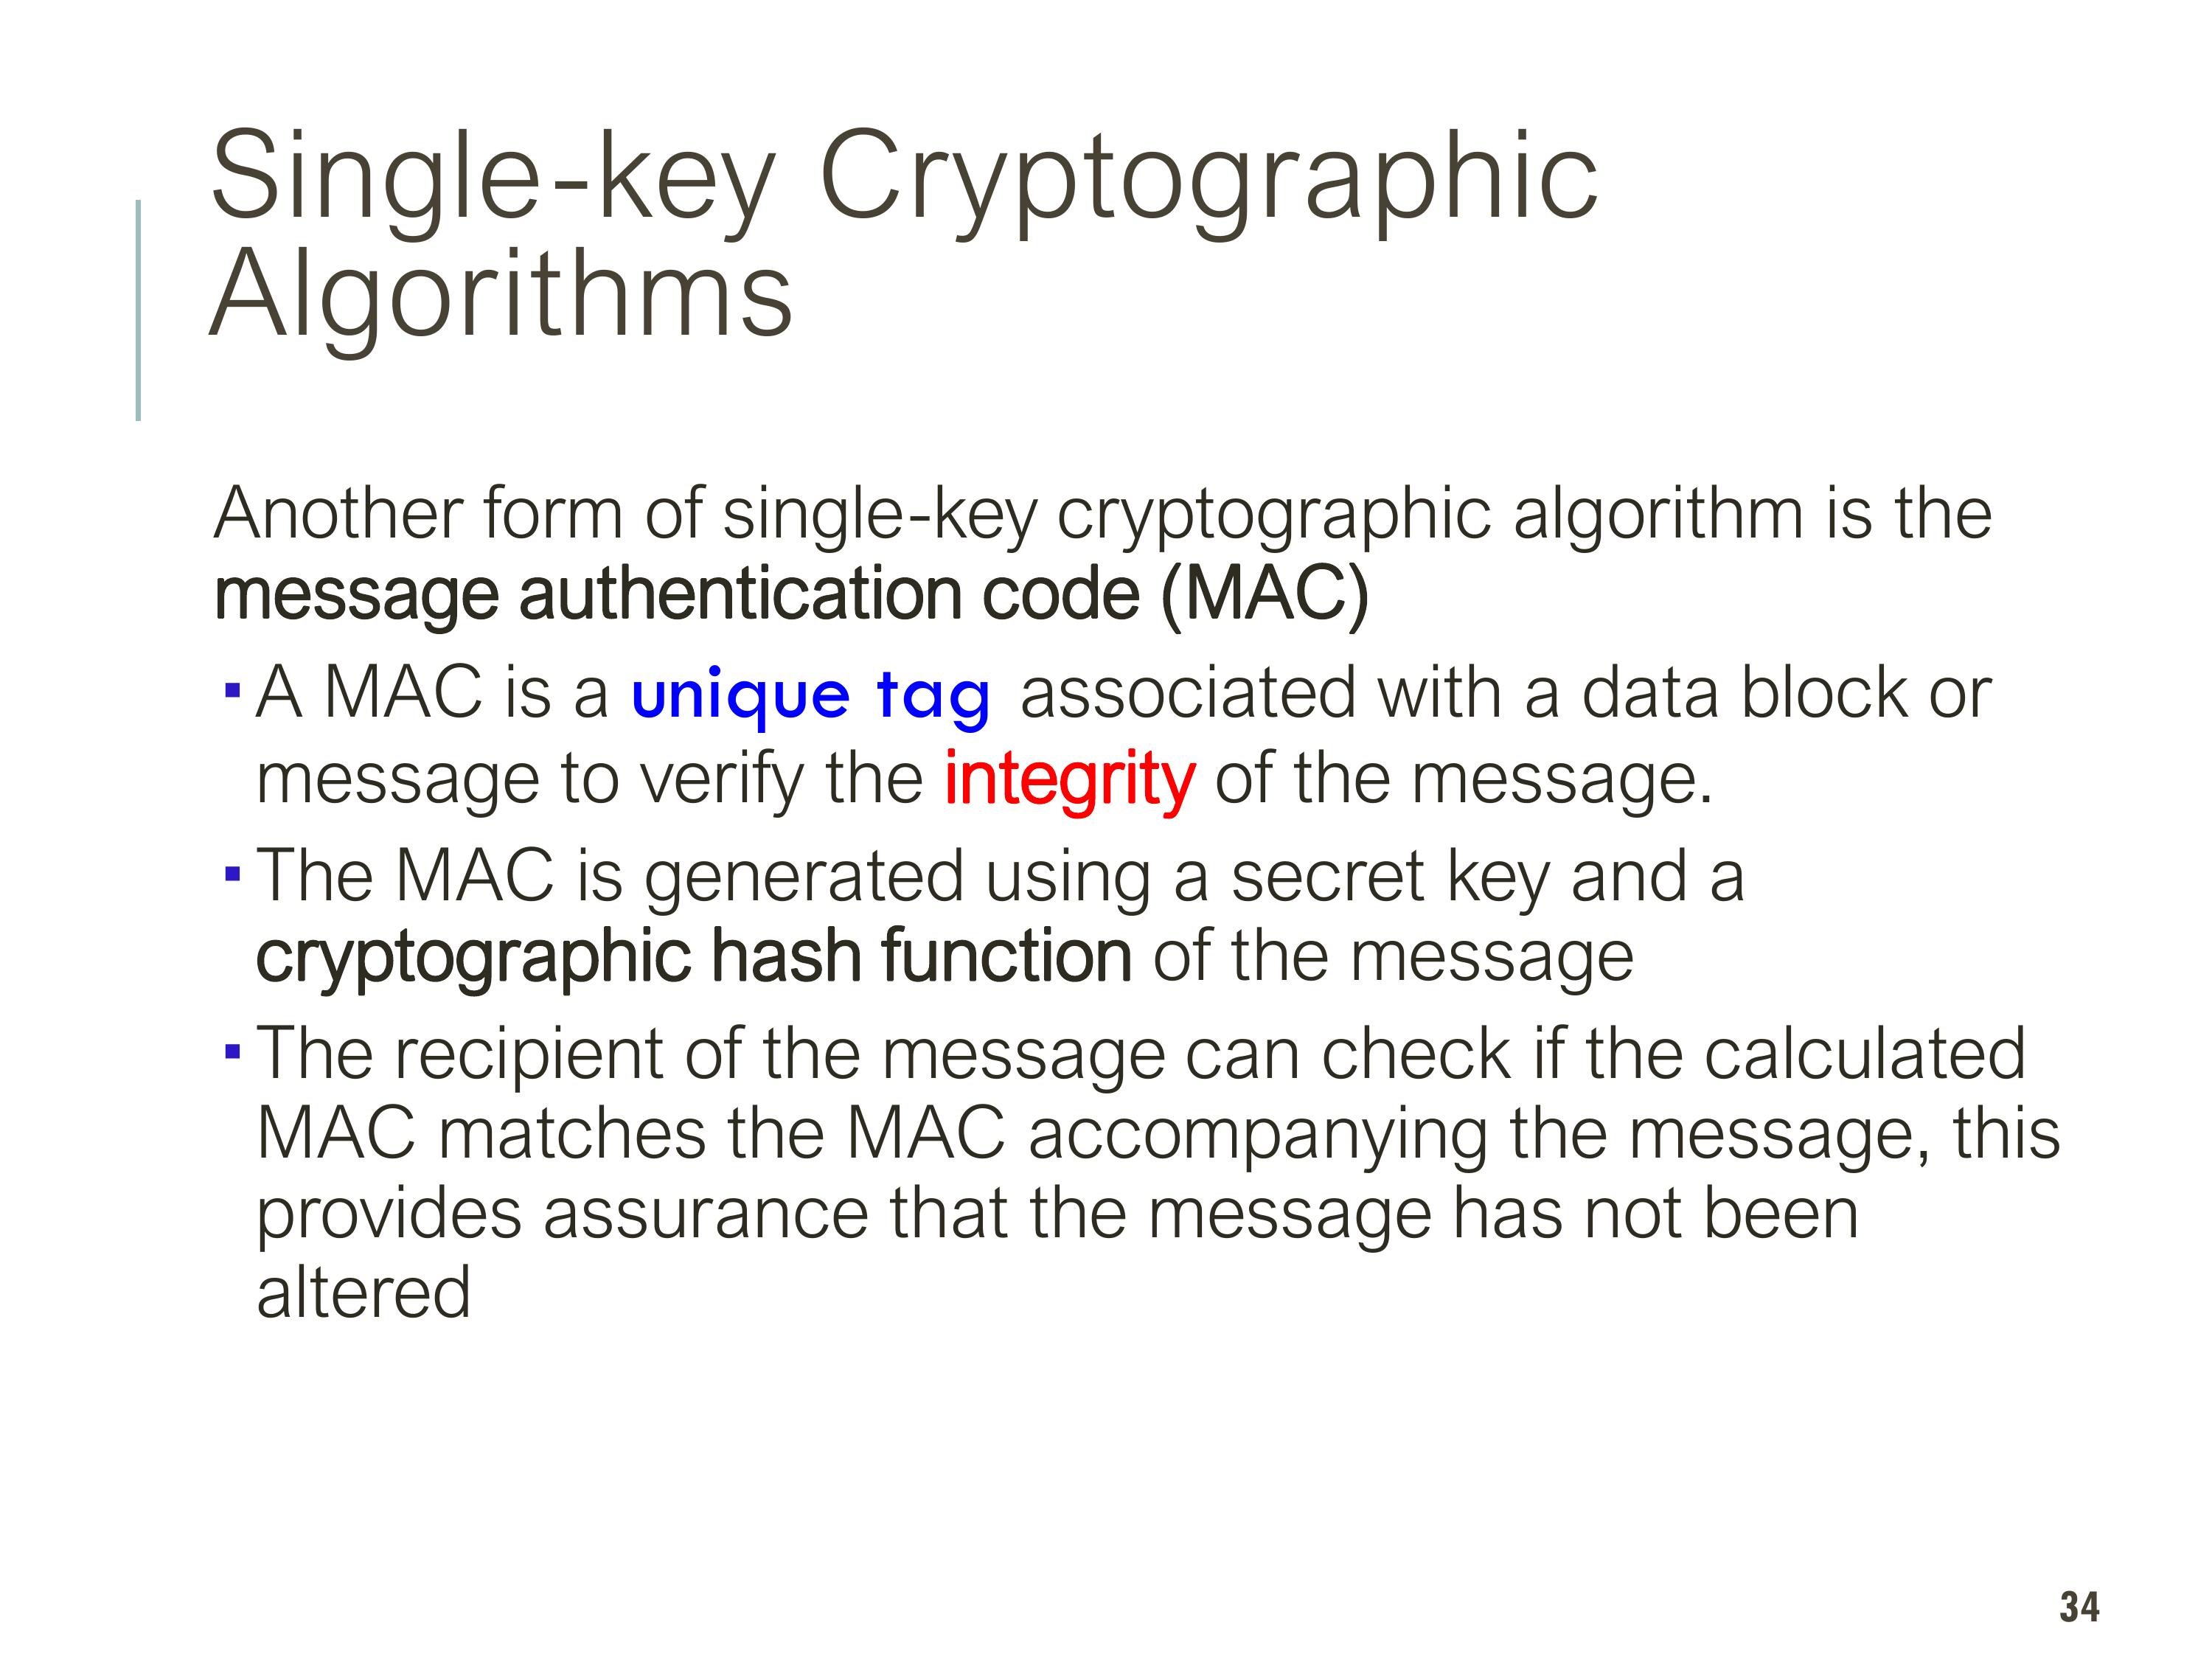 Single-key Cryptographic
Algorithms
Another form of single-key cryptographic algorithm is the
message authentication code (MAC)
▪ A MAC is a unique tag associated with a data block or
message to verify the integrity of the message.
▪ The MAC is generated using a secret key and a
cryptographic hash function of the message
▪ The recipient of the message can check if the calculated
MAC matches the MAC accompanying the message, this
provides assurance that the message has not been
altered
34